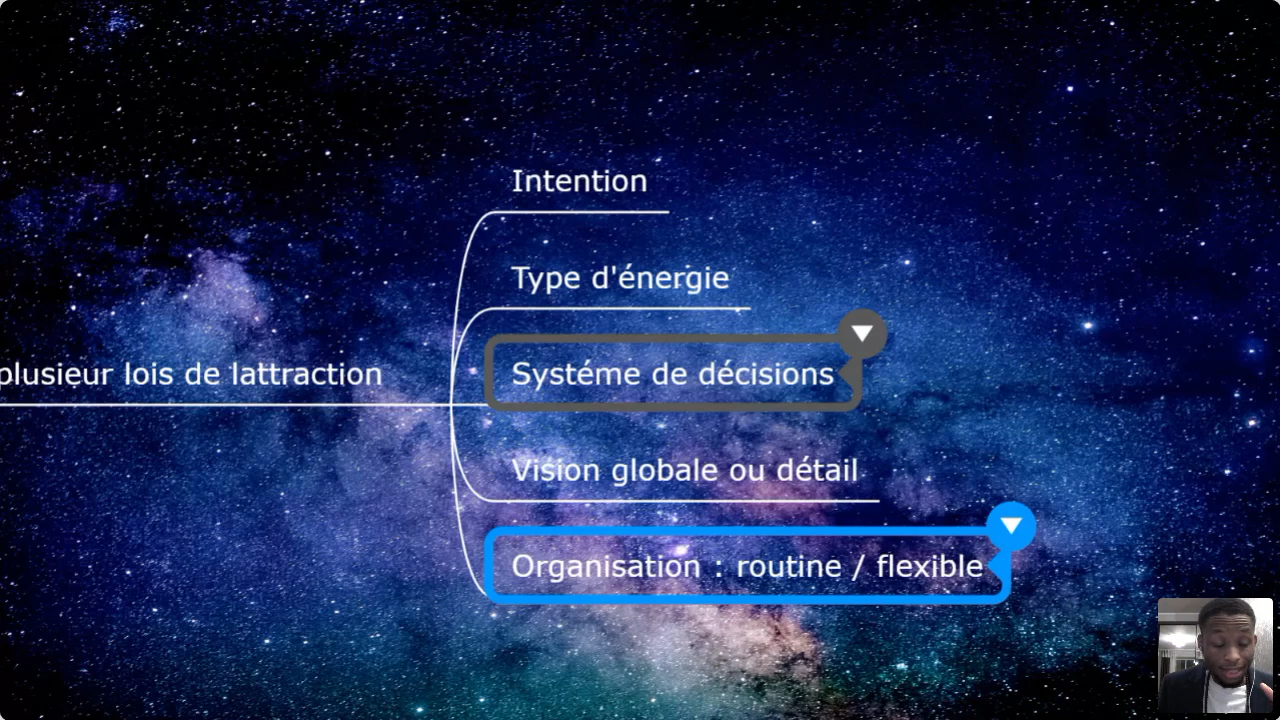 Intention
Type d'énergie
plusieur lois de lattraction
Systéme de décisions
Vision globale ou détail
Organisation : routine / flexible